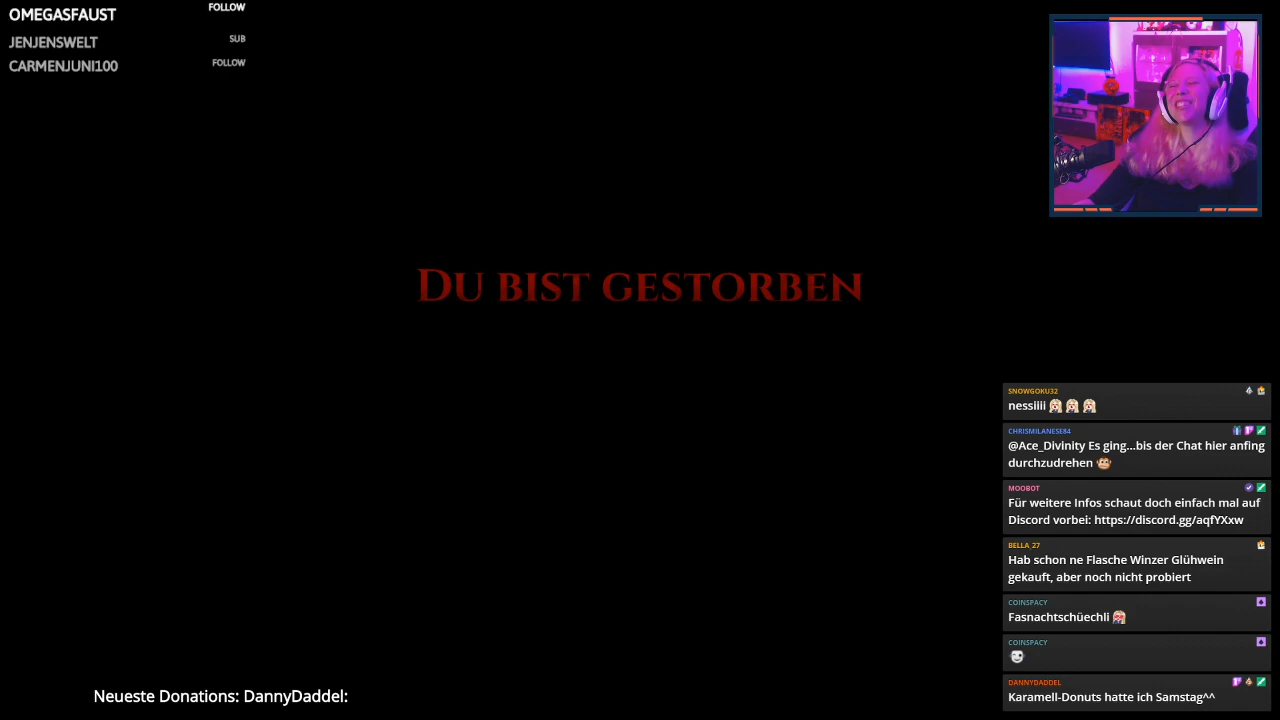 OMEGASFAUST FOLLOW
JENJENSWELT SUB
CARMENJUNI100 FOLLOW
DU BIST GESTORBEN
SNOWGOKU32
nessiiii
CHRISMILANESE84
@Ace_Divinity Es ging...bis der Chat hier anfing
durchzudrehen
MOOBOT
Für weitere Infos schaut doch einfach mal auf
Discord vorbei: https://discord.gg/aqfYXxw
BELLA_27
Hab schon ne Flasche Winzer Glühwein
gekauft, aber noch nicht probiert
COINSPACY
Fasnachtschüechli
COINSPACY
DANNYDADDEL
Karamell-Donuts hatte ich Samstag^^
Neueste Donations: DannyDaddel: